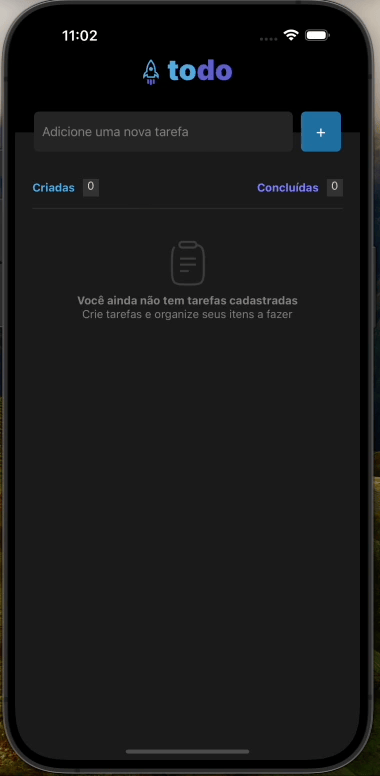 11:02
todo
Adicione uma nova tarefa
+
Criadas 0
Concluídas 0
Você ainda não tem tarefas cadastradas
Crie tarefas e organize seus itens a fazer